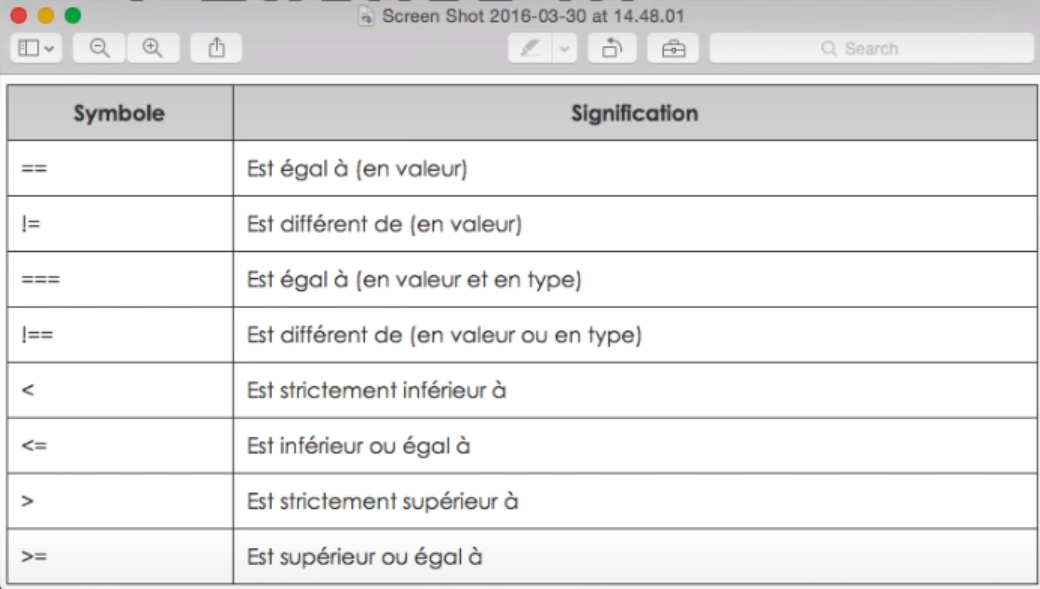 Screen Shot 2016-03-30 at 14.48.01
Search
Symbole Signification
== Est égal à (en valeur)
!= Est différent de (en valeur)
=== Est égal à (en valeur et en type)
!== Est différent de (en valeur ou en type)
< Est strictement inférieur à
<= Est inférieur ou égal à
> Est strictement supérieur à
>= Est supérieur ou égal à